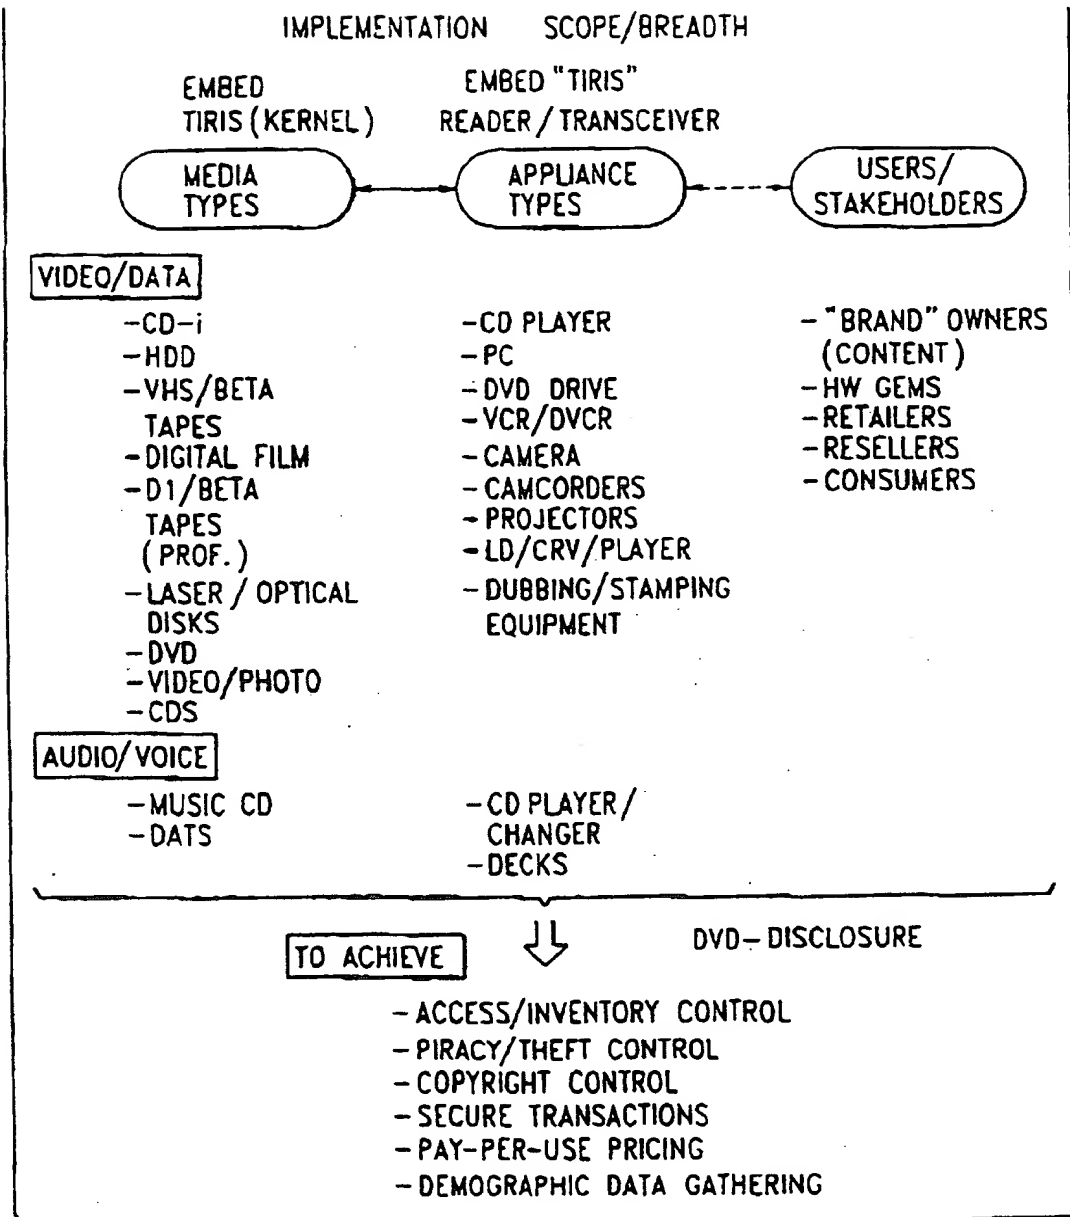 IMPLEMENTATION SCOPE/BREADTH
EMBED
TIRIS (KERNEL)
EMBED "TIRIS"
READER/TRANSCEIVER
MEDIA
TYPES
APPLIANCE
TYPES
USERS/
STAKEHOLDERS
VIDEO/DATA
-CD-i
-HDD
-VHS/BETA
TAPES
-DIGITAL FILM
-D1/BETA
TAPES
(PROF.)
-LASER/OPTICAL
DISKS
-DVD
-VIDEO/PHOTO
-CDS
-CD PLAYER
-PC
-DVD DRIVE
-VCR/DVCR
-CAMERA
-CAMCORDERS
-PROJECTORS
-LD/CRV/PLAYER
-DUBBING/STAMPING
EQUIPMENT
-"BRAND" OWNERS
(CONTENT)
-HW GEMS
-RETAILERS
-RESELLERS
-CONSUMERS
AUDIO/VOICE
-MUSIC CD
-DATS
-CD PLAYER/
CHANGER
-DECKS
TO ACHIEVE
DVD-DISCLOSURE
-ACCESS/INVENTORY CONTROL
-PIRACY/THEFT CONTROL
-COPYRIGHT CONTROL
-SECURE TRANSACTIONS
-PAY-PER-USE PRICING
-DEMOGRAPHIC DATA GATHERING